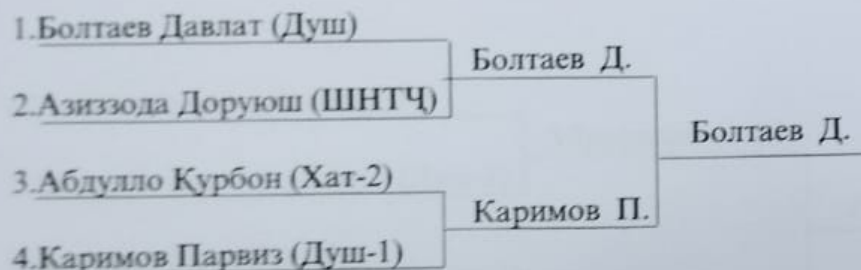 1.Болтаев Давлат (Душ)
Болтаев Д.
2.Азиззода Доруюш (ШНТҶ)
Болтаев Д.
3.Абдулло Курбон (Хат-2)
Каримов П.
4.Каримов Парвиз (Душ-1)